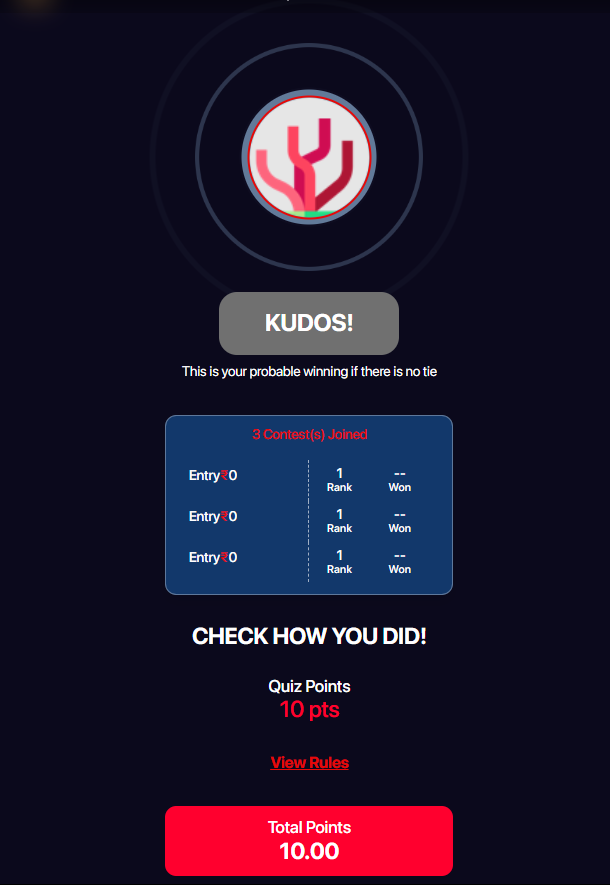 KUDOS!
This is your probable winning if there is no tie
3 Contest(s) Joined
Entry₹0 1 --
Rank Won
Entry₹0 1 --
Rank Won
Entry₹0 1 --
Rank Won
CHECK HOW YOU DID!
Quiz Points
10 pts
View Rules
Total Points
10.00